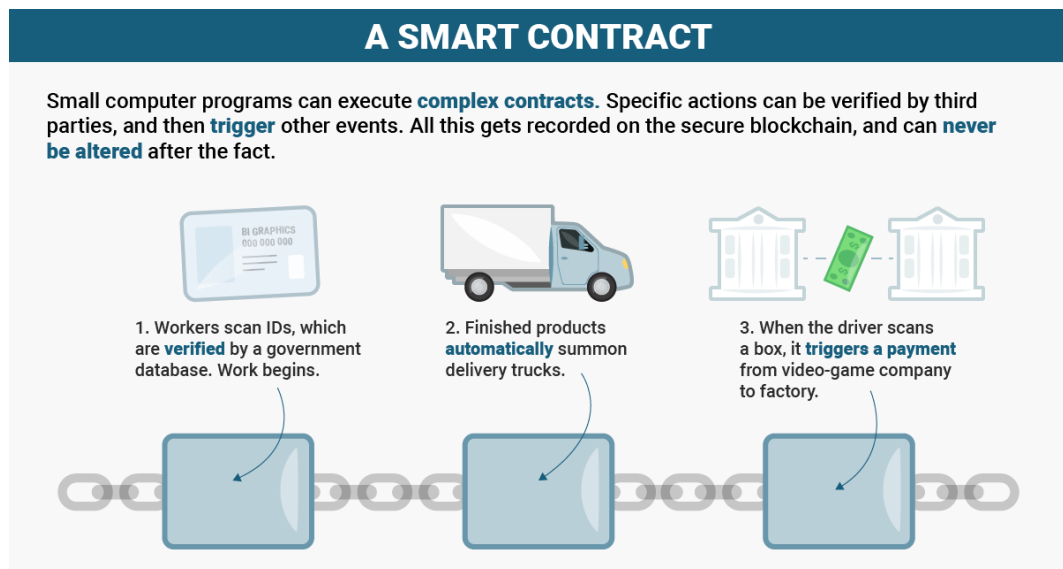 A SMART CONTRACT
Small computer programs can execute complex contracts. Specific actions can be verified by third
parties, and then trigger other events. All this gets recorded on the secure blockchain, and can never
be altered after the fact.
BI GRAPHICS
000 000 000
1. Workers scan IDs, which
are verified by a government
database. Work begins.
2. Finished products
automatically summon
delivery trucks.
3. When the driver scans
a box, it triggers a payment
from video-game company
to factory.
$
$